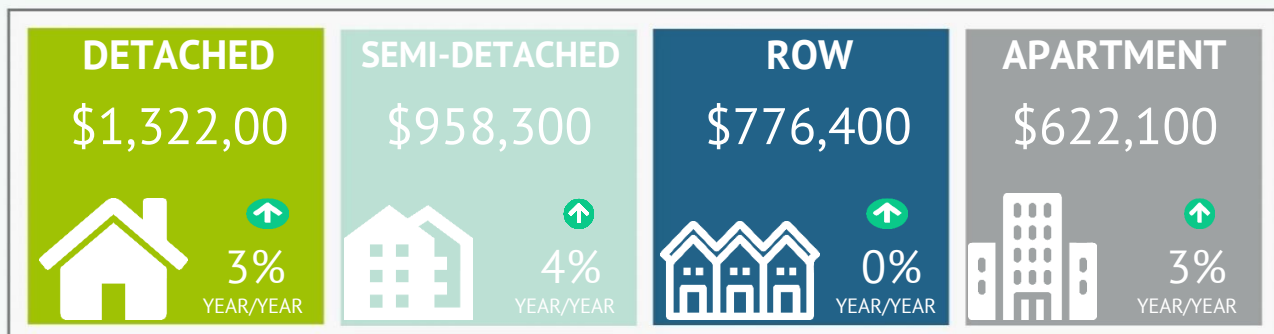 DETACHED
$1,322,00
3%
YEAR/YEAR
SEMI-DETACHED
$958,300
4%
YEAR/YEAR
ROW
$776,400
0%
YEAR/YEAR
APARTMENT
$622,100
3%
YEAR/YEAR